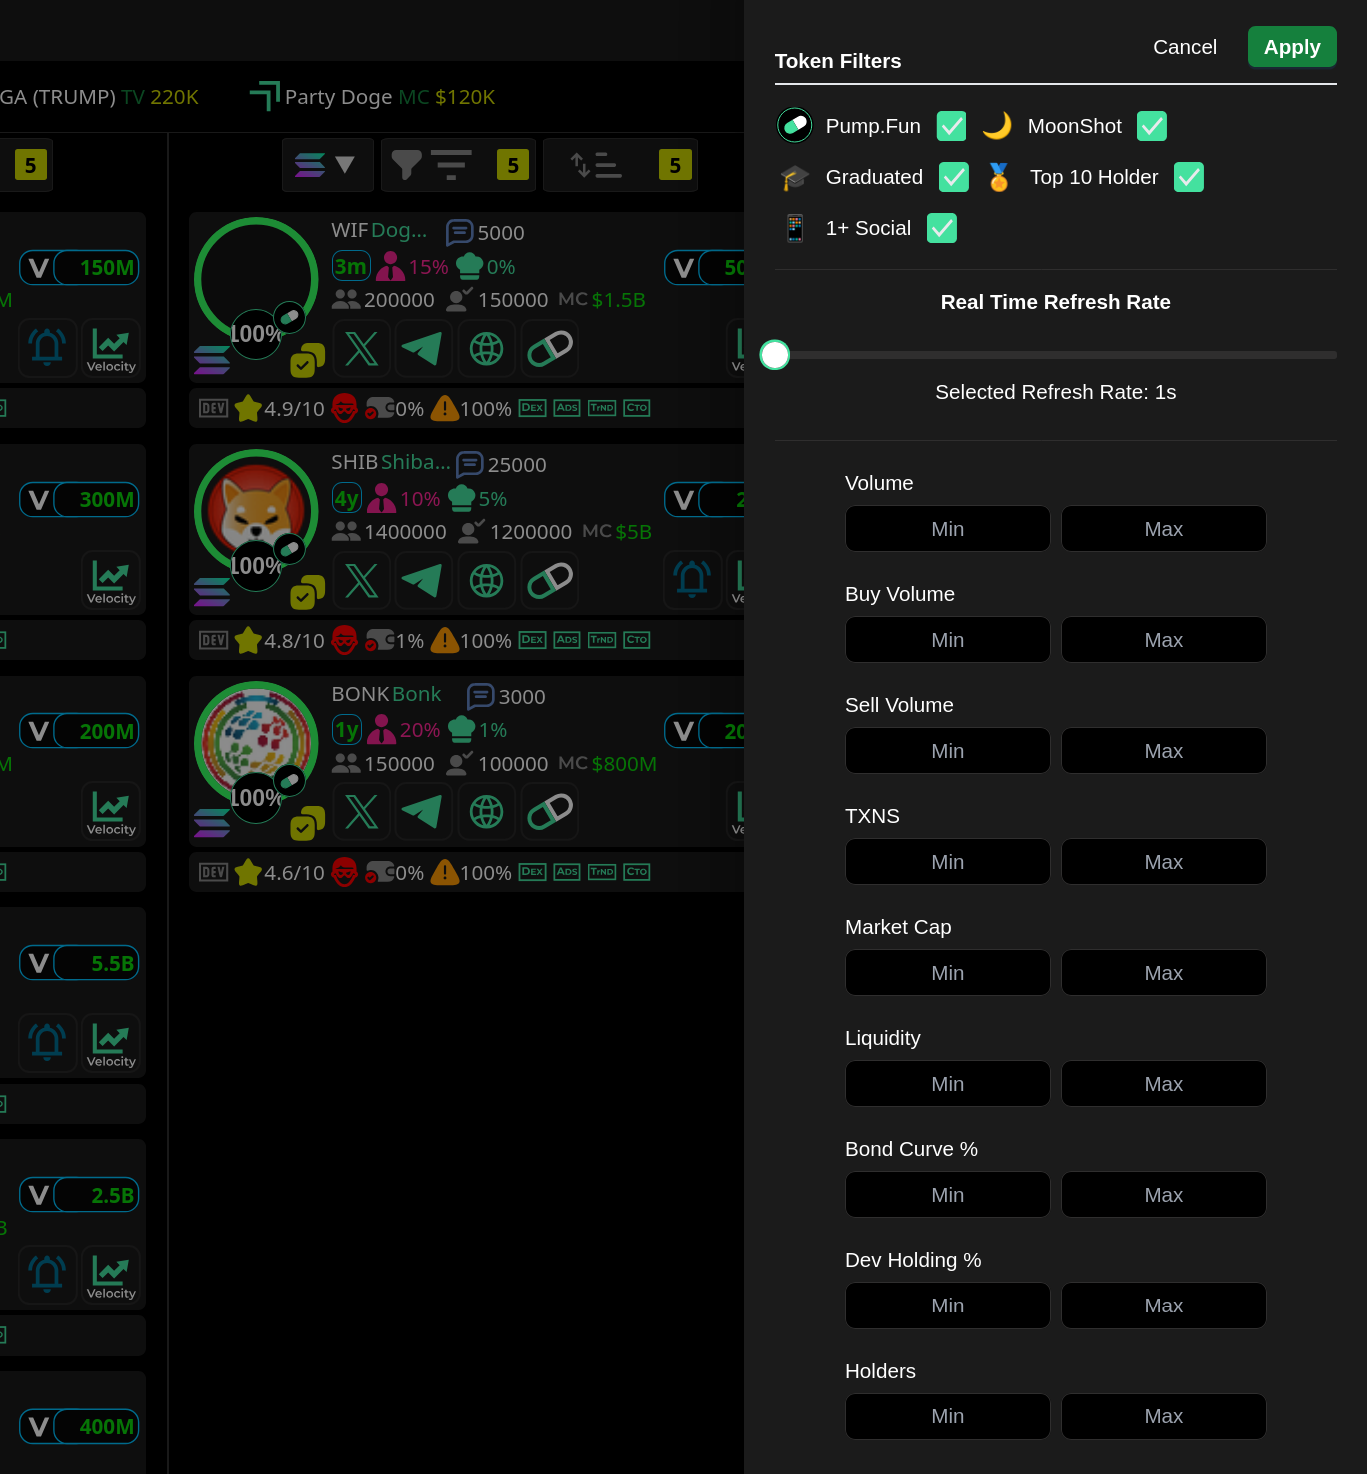 GA (TRUMP) TV 220K
Party Doge MC $120K
5
5
5
150M
M
Velocity
300M
Velocity
200M
M
Velocity
5.5B
Velocity
2.5B
B
Velocity
400M
WIF Dog... 5000
3m 15% 0%
200000 150000 MC $1.5B
100%
V 50
DEV 4.9/10 0% 100% DEX ADS TRND CTO
SHIB Shiba... 25000
4y 10% 5%
1400000 1200000 MC $5B
100%
V 2
DEV 4.8/10 1% 100% DEX ADS TRND CTO
BONK Bonk 3000
1y 20% 1%
150000 100000 MC $800M
100%
V 20
DEV 4.6/10 0% 100% DEX ADS TRND CTO
Token Filters
Cancel
Apply
Pump.Fun
MoonShot
Graduated
Top 10 Holder
1+ Social
Real Time Refresh Rate
Selected Refresh Rate: 1s
Volume
Min Max
Buy Volume
Min Max
Sell Volume
Min Max
TXNS
Min Max
Market Cap
Min Max
Liquidity
Min Max
Bond Curve %
Min Max
Dev Holding %
Min Max
Holders
Min Max